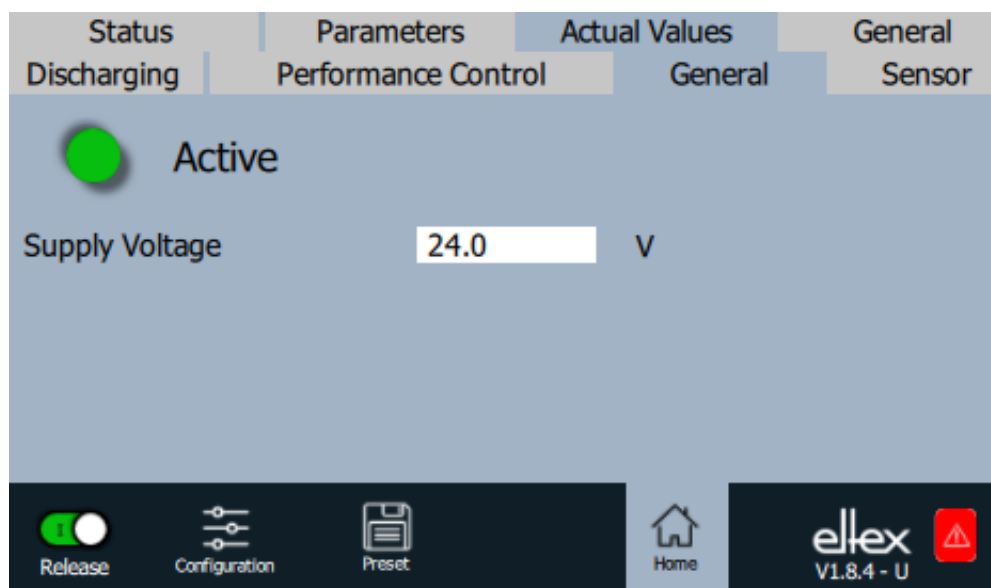 Status Parameters Actual Values General
Discharging Performance Control General Sensor
Active
Supply Voltage 24.0 V
I
Release Configuration Preset Home eltex
V1.8.4 - U